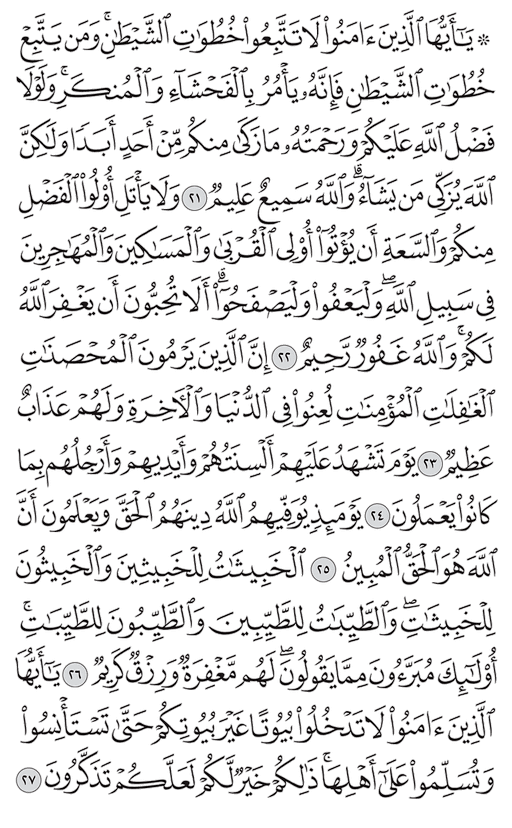 ۞ يَـٰٓأَيُّهَا ٱلَّذِينَ ءَامَنُوا۟ لَا تَتَّبِعُوا۟ خُطُوَٰتِ ٱلشَّيْطَـٰنِ ۚ وَمَن يَتَّبِعْ
خُطُوَٰتِ ٱلشَّيْطَـٰنِ فَإِنَّهُۥ يَأْمُرُ بِٱلْفَحْشَآءِ وَٱلْمُنكَرِ ۚ وَلَوْلَا
فَضْلُ ٱللَّهِ عَلَيْكُمْ وَرَحْمَتُهُۥ مَا زَكَىٰ مِنكُم مِّنْ أَحَدٍ أَبَدًا وَلَـٰكِنَّ
ٱللَّهَ يُزَكِّى مَن يَشَآءُ ۗ وَٱللَّهُ سَمِيعٌ عَلِيمٌ ٢١ وَلَا يَأْتَلِ أُو۟لُوا۟ ٱلْفَضْلِ
مِنكُمْ وَٱلسَّعَةِ أَن يُؤْتُوٓا۟ أُو۟لِى ٱلْقُرْبَىٰ وَٱلْمَسَـٰكِينَ وَٱلْمُهَـٰجِرِينَ
فِى سَبِيلِ ٱللَّهِ ۖ وَلْيَعْفُوا۟ وَلْيَصْفَحُوٓا۟ ۗ أَلَا تُحِبُّونَ أَن يَغْفِرَ ٱللَّهُ
لَكُمْ ۗ وَٱللَّهُ غَفُورٌ رَّحِيمٌ ٢٢ إِنَّ ٱلَّذِينَ يَرْمُونَ ٱلْمُحْصَنَـٰتِ
ٱلْغَـٰفِلَـٰتِ ٱلْمُؤْمِنَـٰتِ لُعِنُوا۟ فِى ٱلدُّنْيَا وَٱلْـَٔاخِرَةِ وَلَهُمْ عَذَابٌ
عَظِيمٌ ٢٣ يَوْمَ تَشْهَدُ عَلَيْهِمْ أَلْسِنَتُهُمْ وَأَيْدِيهِمْ وَأَرْجُلُهُم بِمَا
كَانُوا۟ يَعْمَلُونَ ٢٤ يَوْمَئِذٍ يُوَفِّيهِمُ ٱللَّهُ دِينَهُمُ ٱلْحَقَّ وَيَعْلَمُونَ أَنَّ
ٱللَّهَ هُوَ ٱلْحَقُّ ٱلْمُبِينُ ٢٥ ٱلْخَبِيثَـٰتُ لِلْخَبِيثِينَ وَٱلْخَبِيثُونَ
لِلْخَبِيثَـٰتِ ۖ وَٱلطَّيِّبَـٰتُ لِلطَّيِّبِينَ وَٱلطَّيِّبُونَ لِلطَّيِّبَـٰتِ ۚ
أُو۟لَـٰٓئِكَ مُبَرَّءُونَ مِمَّا يَقُولُونَ ۖ لَهُم مَّغْفِرَةٌ وَرِزْقٌ كَرِيمٌ ٢٦ يَـٰٓأَيُّهَا
ٱلَّذِينَ ءَامَنُوا۟ لَا تَدْخُلُوا۟ بُيُوتًا غَيْرَ بُيُوتِكُمْ حَتَّىٰ تَسْتَأْنِسُوا۟
وَتُسَلِّمُوا۟ عَلَىٰٓ أَهْلِهَا ۚ ذَٰلِكُمْ خَيْرٌ لَّكُمْ لَعَلَّكُمْ تَذَكَّرُونَ ٢٧